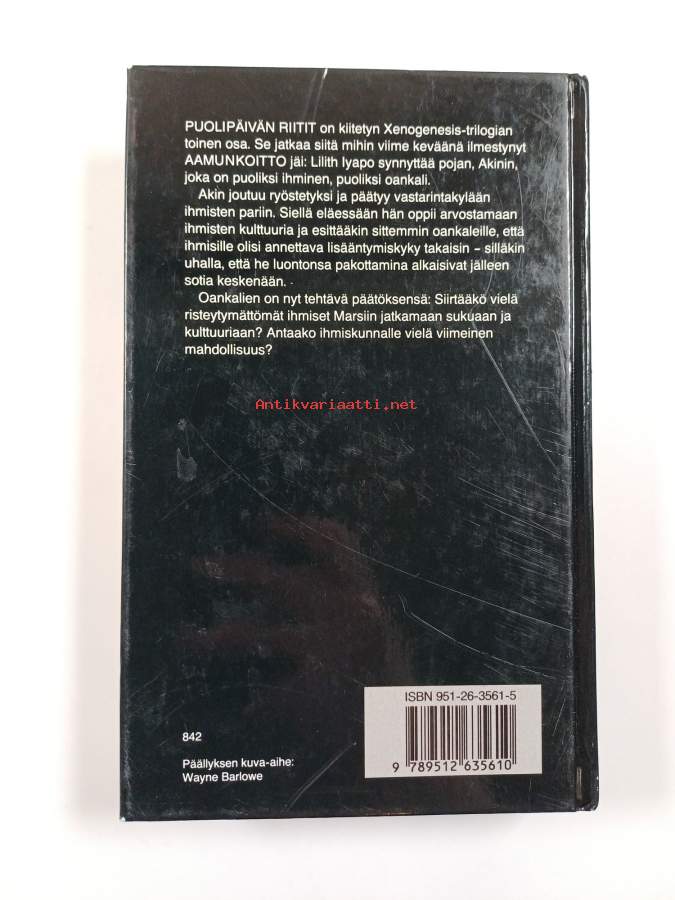 PUOLIPÄIVÄN RIITIT on kiitetyn Xenogenesis-trilogian
toinen osa. Se jatkaa siitä mihin viime keväänä ilmestynyt
AAMUNKOITTO jäi: Lilith Iyapo synnyttää pojan, Akinin,
joka on puoliksi ihminen, puoliksi oankali.
Akin joutuu ryöstetyksi ja päätyy vastarintakylään
ihmisten pariin. Siellä eläessään hän oppii arvostamaan
ihmisten kulttuuria ja esittääkin sittemmin oankaleille, että
ihmisille olisi annettava lisääntymiskyky takaisin – silläkin
uhalla, että he luontonsa pakottamina alkaisivat jälleen
sotia keskenään.
Oankalien on nyt tehtävä päätöksensä: Siirtääkö vielä
risteytymättömät ihmiset Marsiin jatkamaan sukuaan ja
kulttuuriaan? Antaako ihmiskunnalle vielä viimeinen
mahdollisuus?
Antikvariaatti.net
ISBN 951-26-3561-5
9 789512 635610
842
Päällyksen kuva-aihe:
Wayne Barlowe